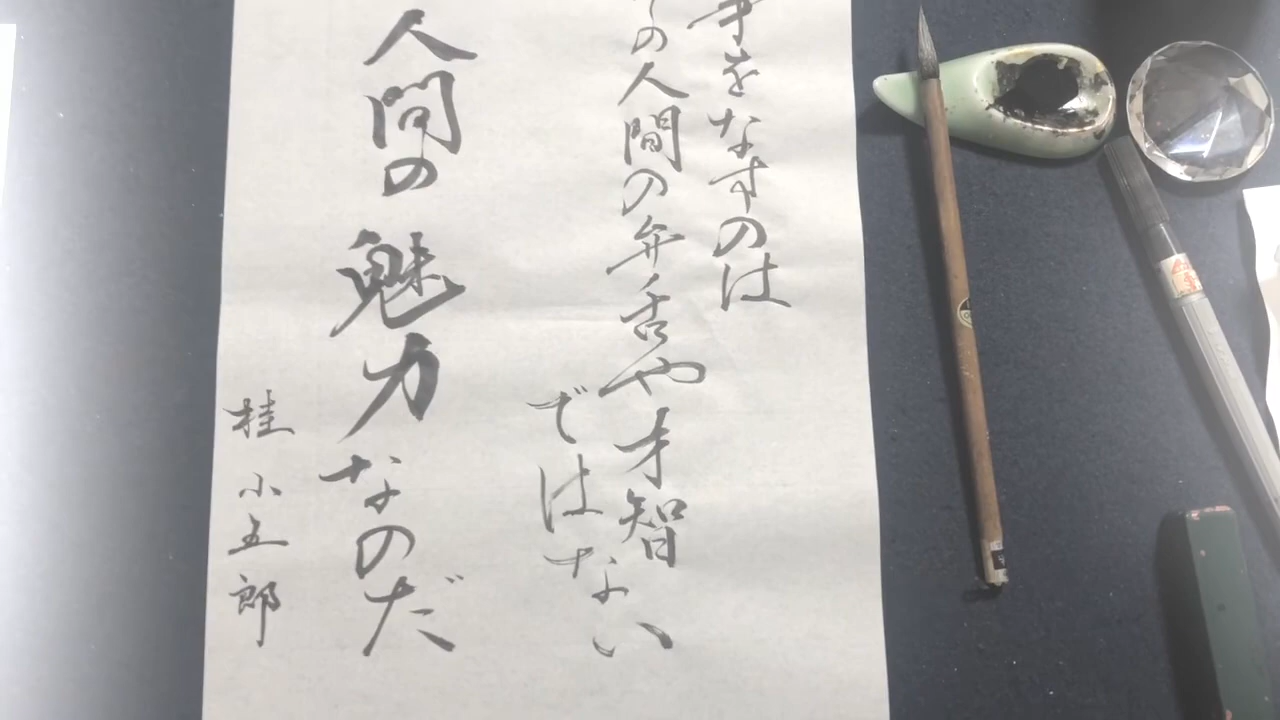 事をなすのは
の人間の弁舌や才智
ではない
人間の魅力なのだ
桂小五郎